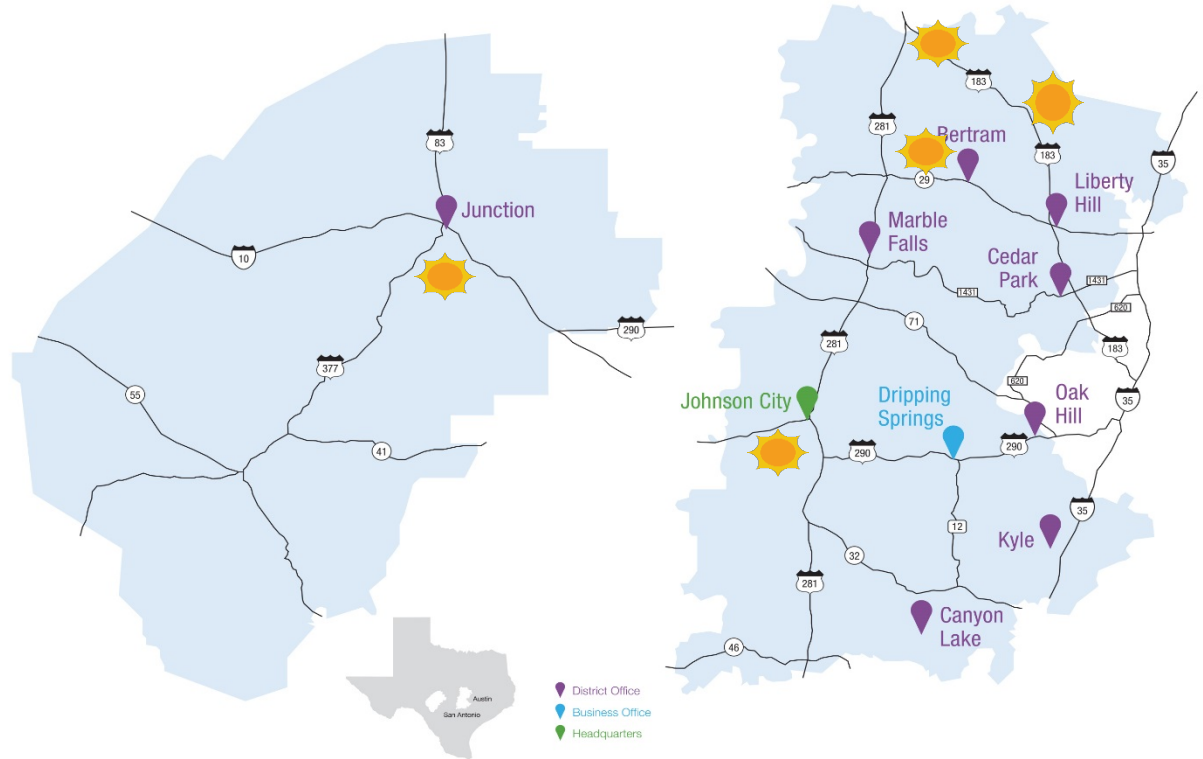 83
Junction
10
290
377
55
41
183
281
Bertram
183
35
29
Liberty
Hill
Marble
Falls
Cedar
Park
1431
1431
620
71
281
183
620
Johnson City
Dripping
Springs
Oak
Hill
35
290
290
35
12
Kyle
32
281
Canyon
Lake
46
Austin
San Antonio
District Office
Business Office
Headquarters